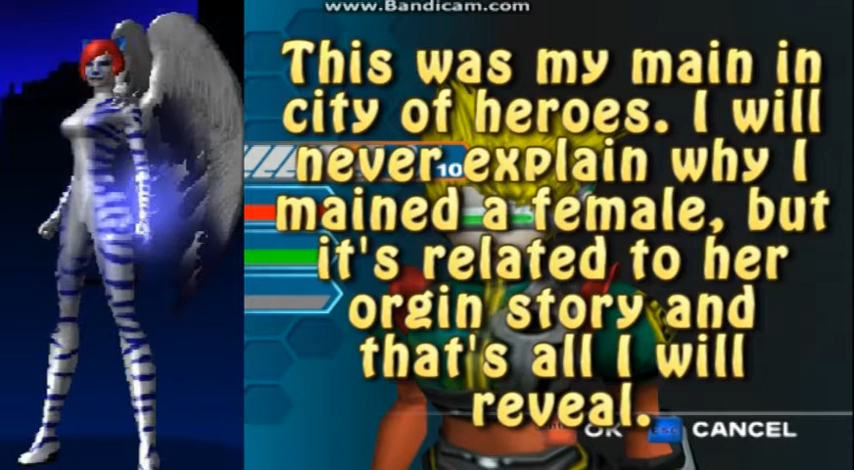 www.Bandicam.com
This was my main in
city of heroes. I will
never explain why I
10
mained a female, but
it's related to her
orgin story and
that's all I will
reveal.
OK ESC CANCEL